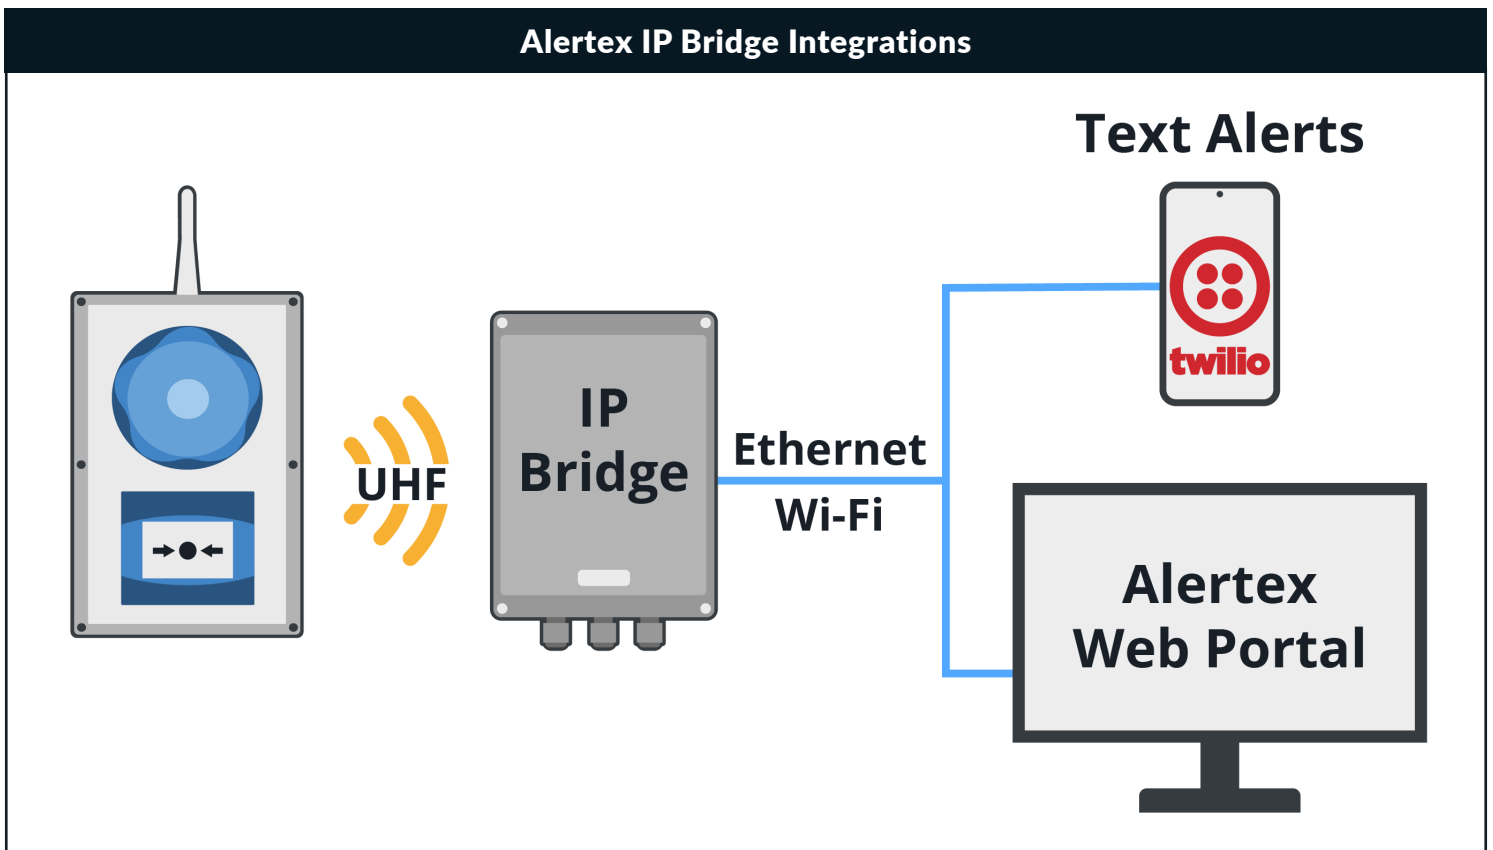 Alertex IP Bridge Integrations
Text Alerts
twilio
UHF
IP
Bridge
Ethernet
Wi-Fi
Alertex
Web Portal